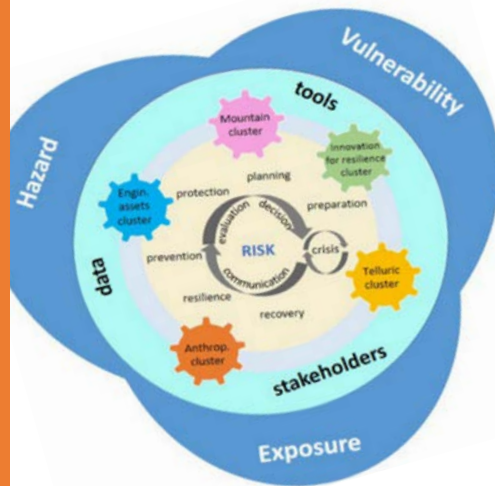 Vulnerability
Hazard
tools
Mountain
cluster
Innovation
for resilience
cluster
Engin.
assets
cluster
planning
protection
preparation
evaluation
decision
prevention
RISK
crisis
data
communication
Telluric
cluster
resilience
recovery
Anthrop.
cluster
stakeholders
Exposure